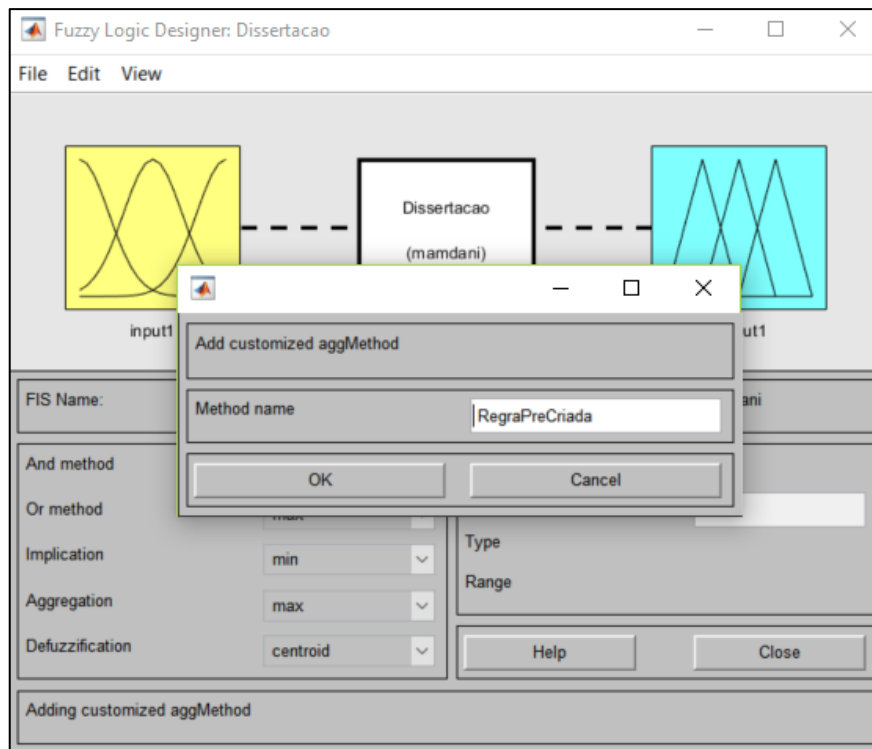 Fuzzy Logic Designer: Dissertacao
File Edit View
Dissertacao
(mamdani)
input1
ut1
Add customized aggMethod
Method name RegraPreCriada
OK Cancel
FIS Name: ani
And method
Or method max
Implication min
Aggregation max
Defuzzification centroid
Type
Range
Help Close
Adding customized aggMethod